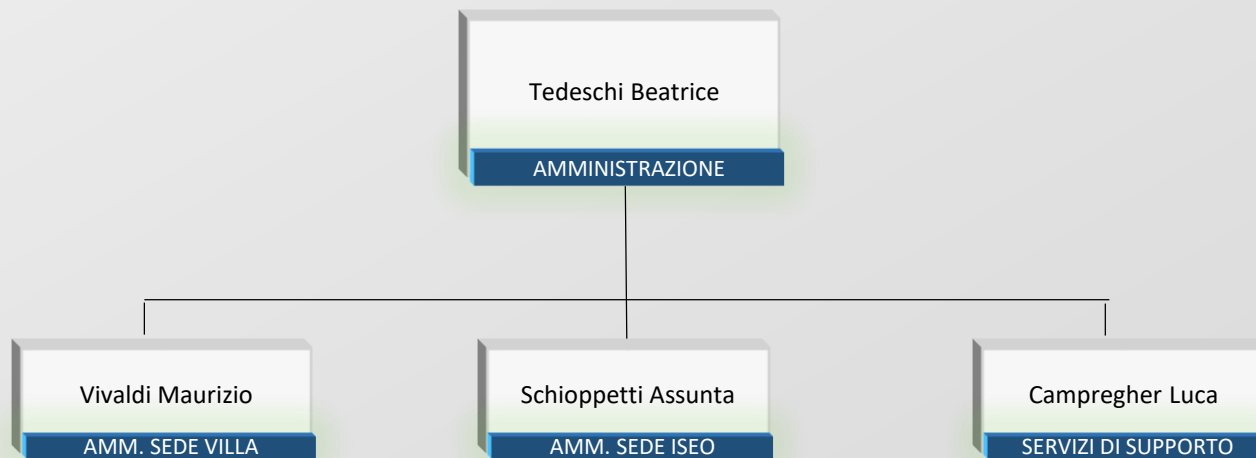 Tedeschi Beatrice
AMMINISTRAZIONE
Vivaldi Maurizio
AMM. SEDE VILLA
Schioppetti Assunta
AMM. SEDE ISEO
Campregher Luca
SERVIZI DI SUPPORTO